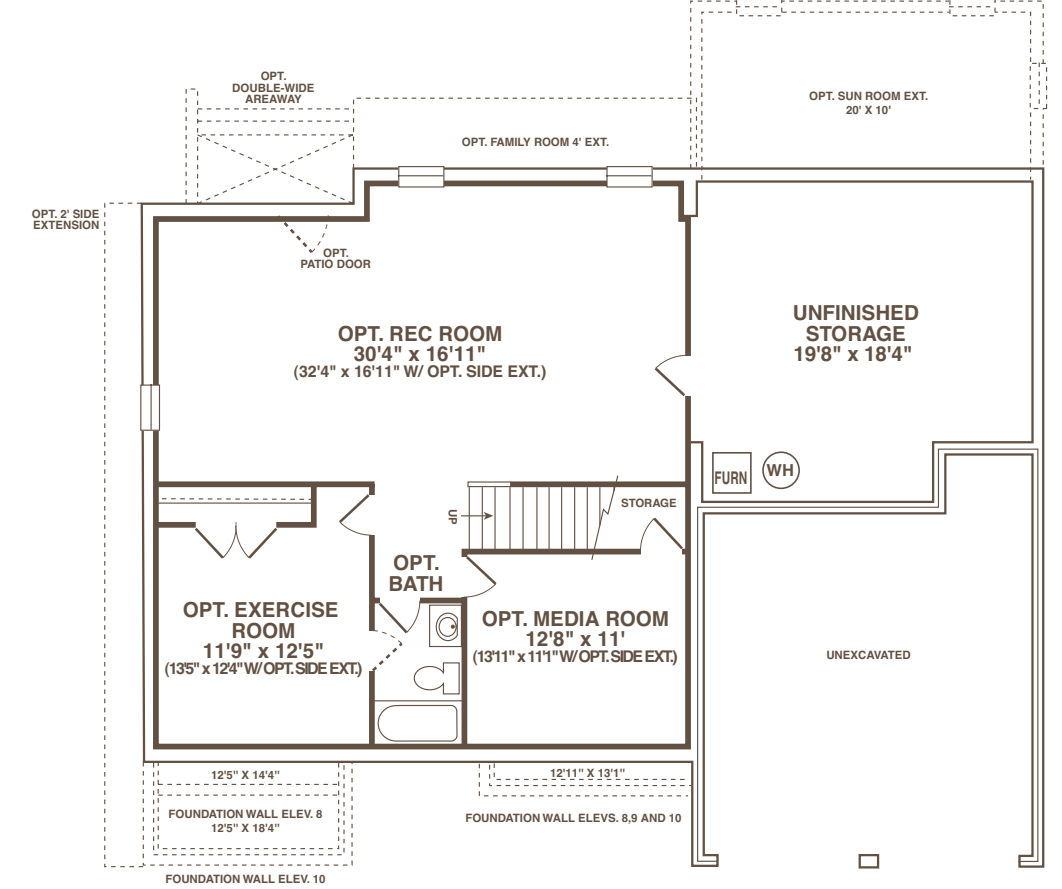 OPT.
DOUBLE-WIDE
AREAWAY
OPT. SUN ROOM EXT.
20' X 10'
OPT. FAMILY ROOM 4' EXT.
OPT. 2' SIDE
EXTENSION
OPT.
PATIO DOOR
OPT. REC ROOM
30'4" x 16'11"
(32'4" x 16'11" W/ OPT. SIDE EXT.)
UNFINISHED
STORAGE
19'8" x 18'4"
FURN
WH
STORAGE
UP
OPT.
BATH
OPT. EXERCISE
ROOM
11'9" x 12'5"
(13'5" x 12'4" W/ OPT. SIDE EXT.)
OPT. MEDIA ROOM
12'8" x 11'
(13'11" x 11'1" W/ OPT. SIDE EXT.)
UNEXCAVATED
12'5" X 14'4"
FOUNDATION WALL ELEV. 8
12'5" X 18'4"
FOUNDATION WALL ELEV. 10
12'11" X 13'1"
FOUNDATION WALL ELEVS. 8,9 AND 10